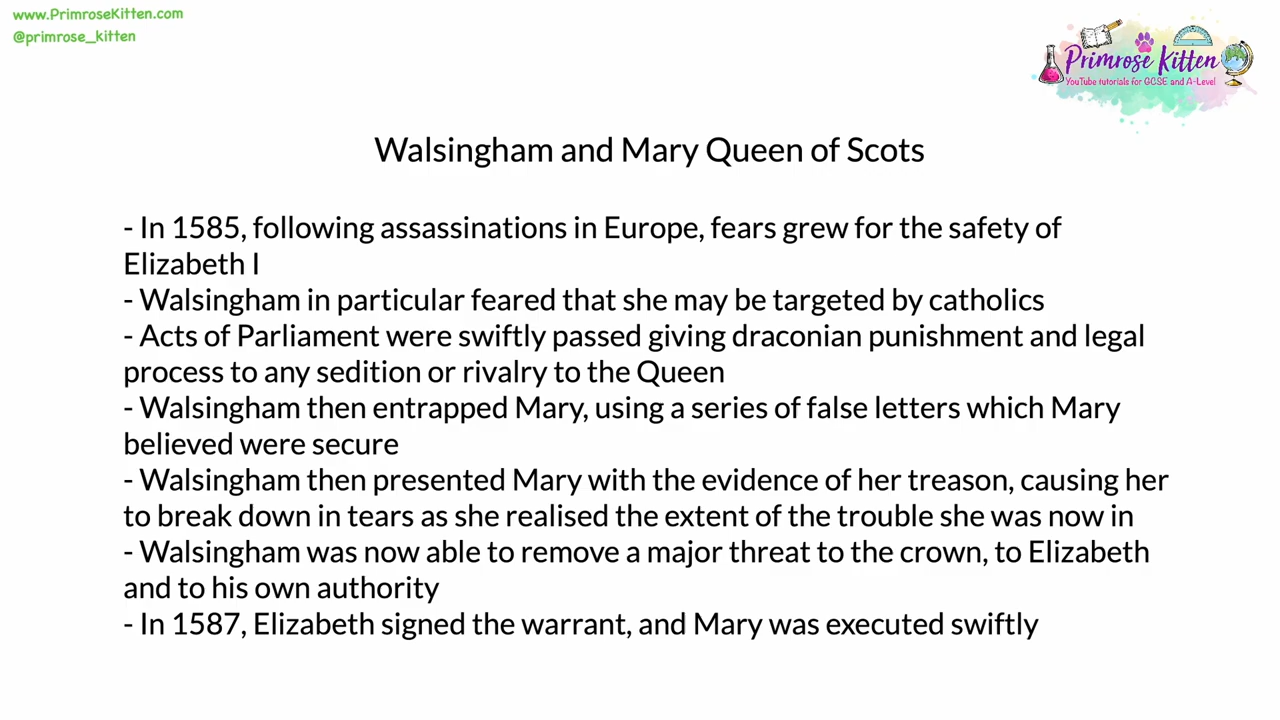 www.PrimroseKitten.com
@primrose_kitten
Primrose Kitten
YouTube tutorials for GCSE and A-Level
Walsingham and Mary Queen of Scots
- In 1585, following assassinations in Europe, fears grew for the safety of
Elizabeth I
- Walsingham in particular feared that she may be targeted by catholics
- Acts of Parliament were swiftly passed giving draconian punishment and legal
process to any sedition or rivalry to the Queen
- Walsingham then entrapped Mary, using a series of false letters which Mary
believed were secure
- Walsingham then presented Mary with the evidence of her treason, causing her
to break down in tears as she realised the extent of the trouble she was now in
- Walsingham was now able to remove a major threat to the crown, to Elizabeth
and to his own authority
- In 1587, Elizabeth signed the warrant, and Mary was executed swiftly